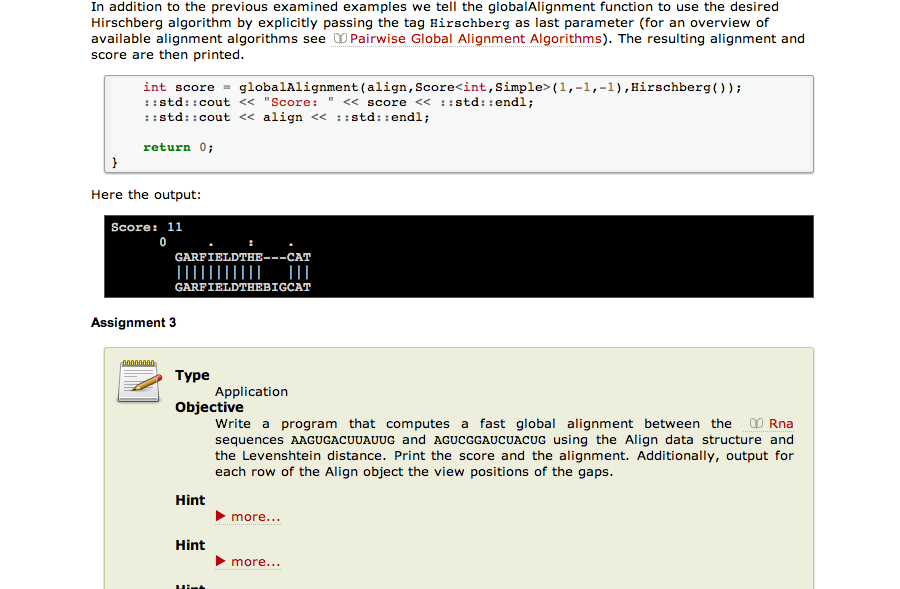 In addition to the previous examined examples we tell the globalAlignment function to use the desired
Hirschberg algorithm by explicitly passing the tag Hirschberg as last parameter (for an overview of
available alignment algorithms see Pairwise Global Alignment Algorithms). The resulting alignment and
score are then printed.
int score = globalAlignment(align,Score<int,Simple>(1,-1,-1),Hirschberg());
::std::cout << "Score: " << score << ::std::endl;
::std::cout << align << ::std::endl;
return 0;
}
Here the output:
Score: 11
0 . : .
GARFIELDTHE---CAT
||||||||||| |||
GARFIELDTHEBIGCAT
Assignment 3
Type
Application
Objective
Write a program that computes a fast global alignment between the Rna
sequences AAGUGACUUAUUG and AGUCGGAUCUACUG using the Align data structure and
the Levenshtein distance. Print the score and the alignment. Additionally, output for
each row of the Align object the view positions of the gaps.
Hint
more...
Hint
more...